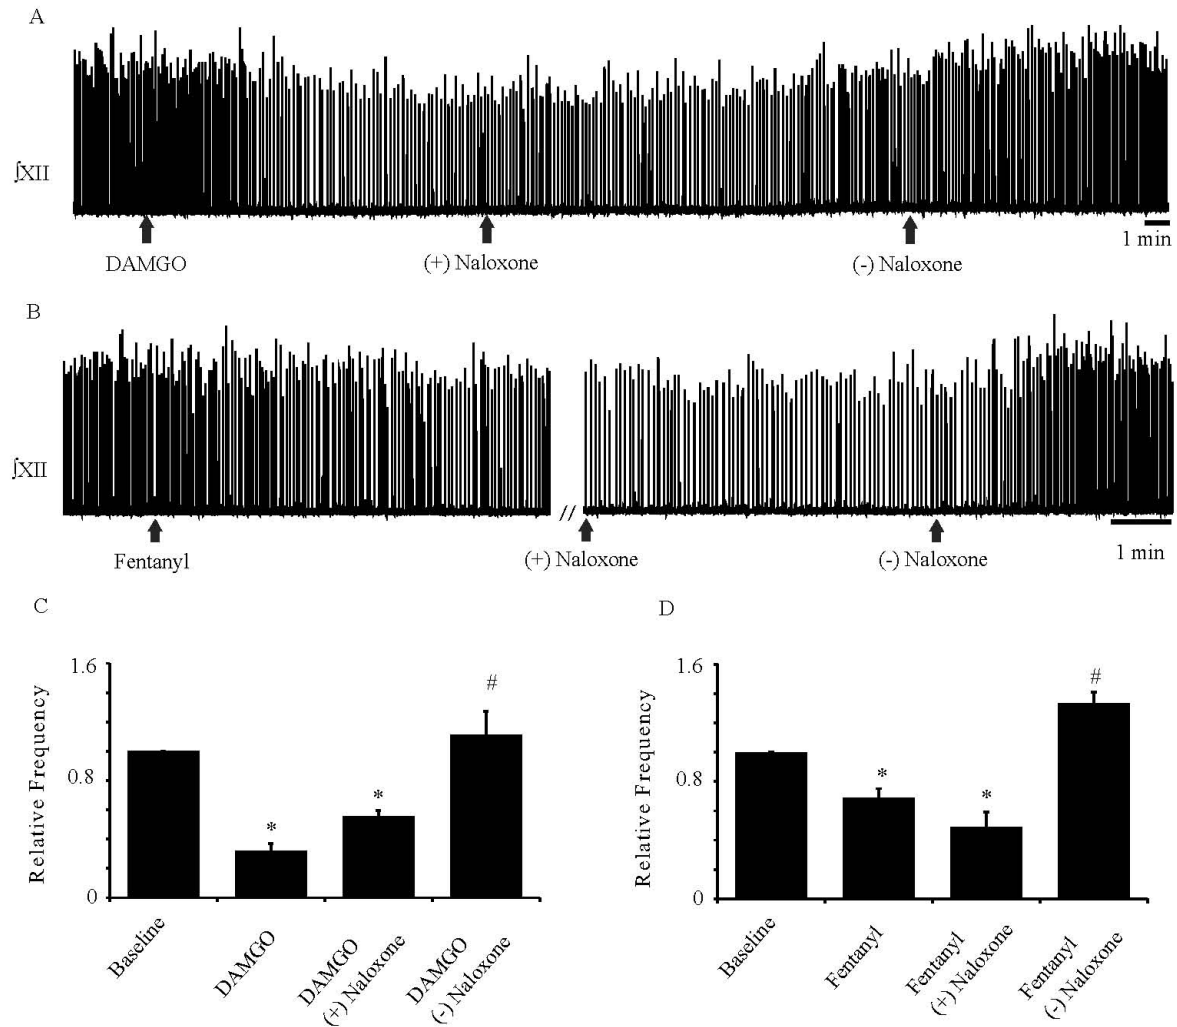 A
∫XII
DAMGO
(+) Naloxone
(-) Naloxone
1 min
B
∫XII
//
Fentanyl
(+) Naloxone
(-) Naloxone
1 min
C
Relative Frequency
1.6
0.8
0
*
*
#
Baseline
DAMGO
DAMGO
(+) Naloxone
DAMGO
(-) Naloxone
D
Relative Frequency
1.6
0.8
0
*
*
#
Baseline
Fentanyl
Fentanyl
(+) Naloxone
Fentanyl
(-) Naloxone